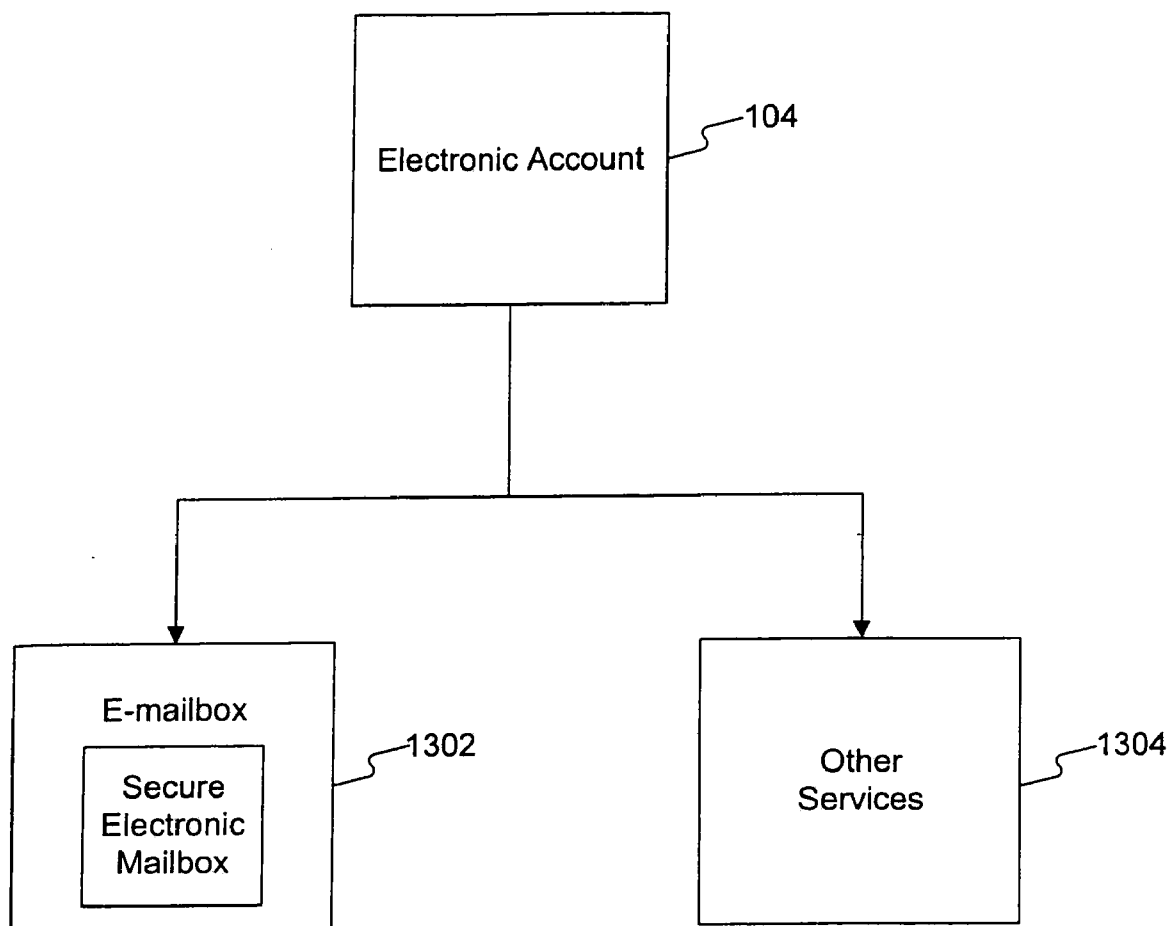 Electronic Account
104
E-mailbox
Secure
Electronic
Mailbox
1302
Other
Services
1304